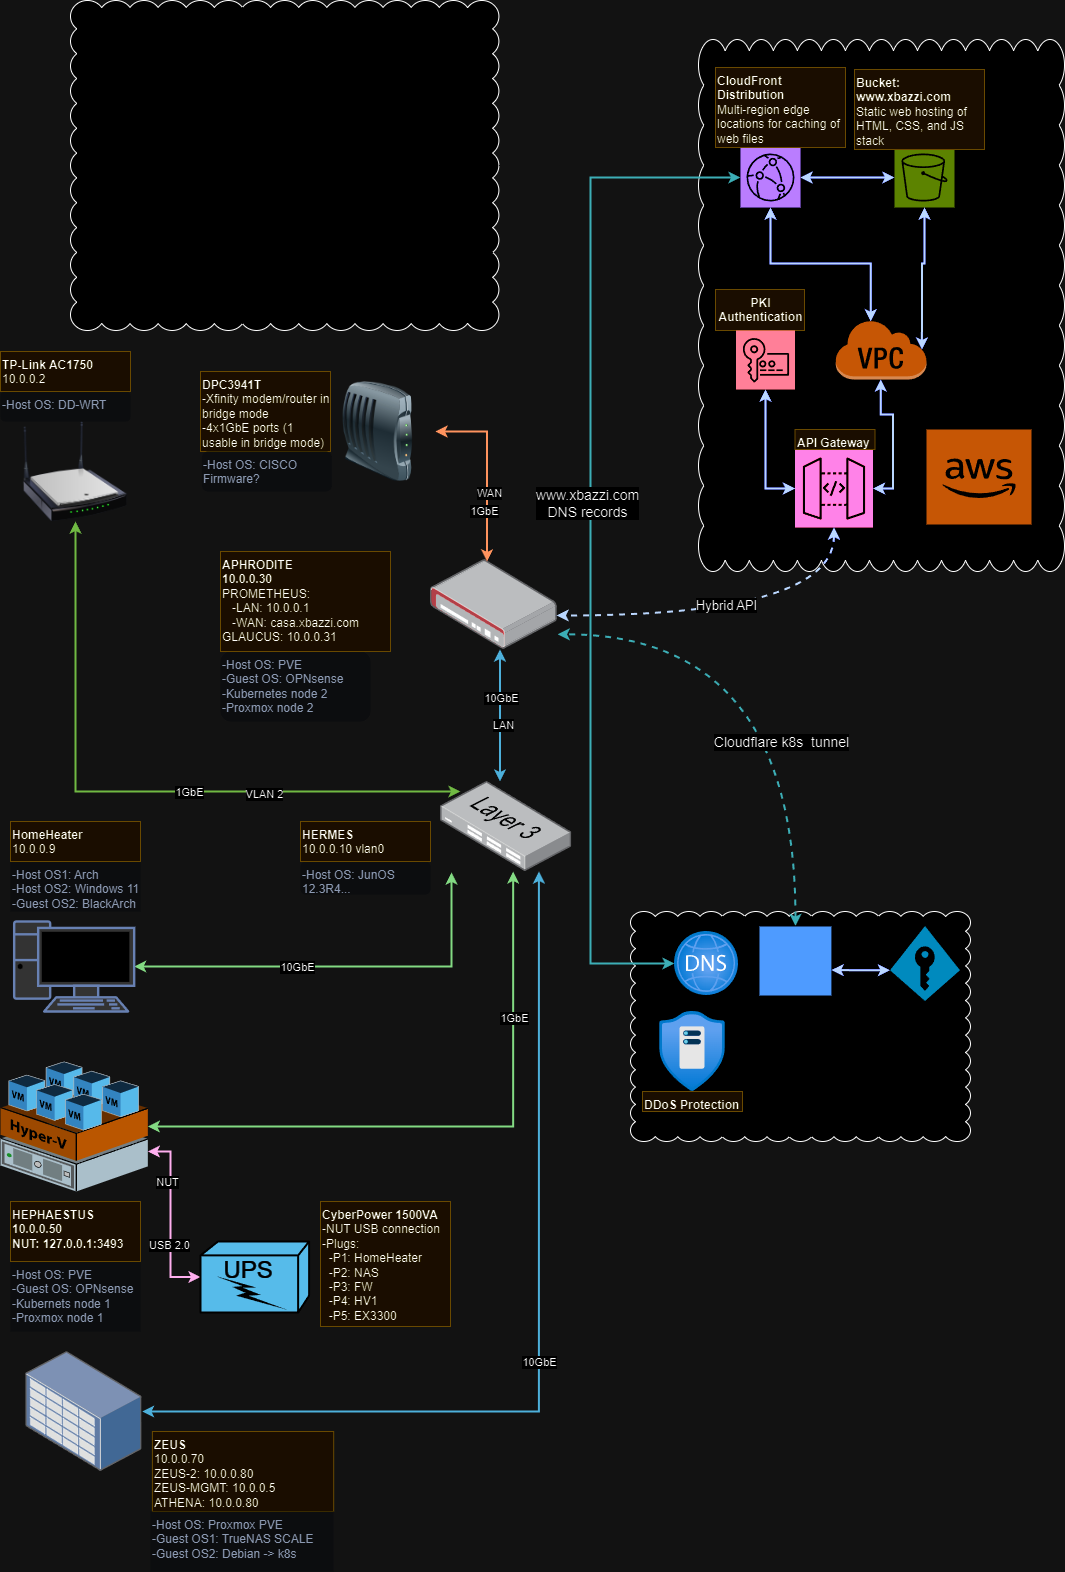 CloudFront
Distribution
Multi-region edge
locations for caching of
web files
Bucket:
www.xbazzi.com
Static web hosting of
HTML, CSS, and JS
stack
PKI
Authentication
VPC
API Gateway
</>
aws
TP-Link AC1750
10.0.0.2
-Host OS: DD-WRT
DPC3941T
-Xfinity modem/router in
bridge mode
-4x1GbE ports (1
usable in bridge mode)
-Host OS: CISCO
Firmware?
WAN
1GbE
www.xbazzi.com
DNS records
APHRODITE
10.0.0.30
PROMETHEUS:
-LAN: 10.0.0.1
-WAN: casa.xbazzi.com
GLAUCUS: 10.0.0.31
-Host OS: PVE
-Guest OS: OPNsense
-Kubernetes node 2
-Proxmox node 2
Hybrid API
10GbE
LAN
Cloudflare k8s  tunnel
1GbE
VLAN 2
Layer 3
HomeHeater
10.0.0.9
-Host OS1: Arch
-Host OS2: Windows 11
-Guest OS2: BlackArch
HERMES
10.0.0.10 vlan0
-Host OS: JunOS
12.3R4...
10GbE
1GbE
DNS
DDoS Protection
VM
VM
VM
VM
VM
VM
Hyper-V
NUT
USB 2.0
HEPHAESTUS
10.0.0.50
NUT: 127.0.0.1:3493
-Host OS: PVE
-Guest OS: OPNsense
-Kubernets node 1
-Proxmox node 1
UPS
CyberPower 1500VA
-NUT USB connection
-Plugs:
-P1: HomeHeater
-P2: NAS
-P3: FW
-P4: HV1
-P5: EX3300
10GbE
ZEUS
10.0.0.70
ZEUS-2: 10.0.0.80
ZEUS-MGMT: 10.0.0.5
ATHENA: 10.0.0.80
-Host OS: Proxmox PVE
-Guest OS1: TrueNAS SCALE
-Guest OS2: Debian -> k8s